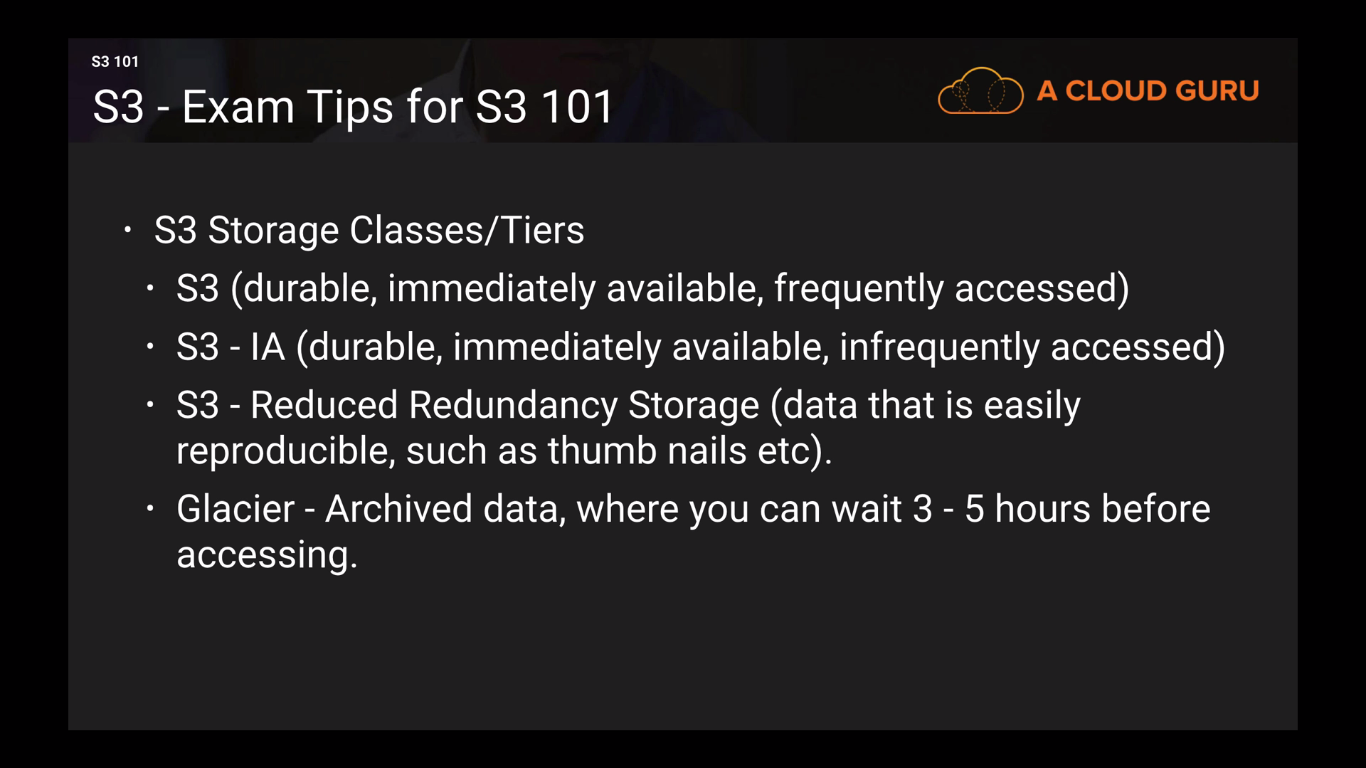 S3 101
S3 - Exam Tips for S3 101
A CLOUD GURU
• S3 Storage Classes/Tiers
• S3 (durable, immediately available, frequently accessed)
• S3 - IA (durable, immediately available, infrequently accessed)
• S3 - Reduced Redundancy Storage (data that is easily
reproducible, such as thumb nails etc).
• Glacier - Archived data, where you can wait 3 - 5 hours before
accessing.